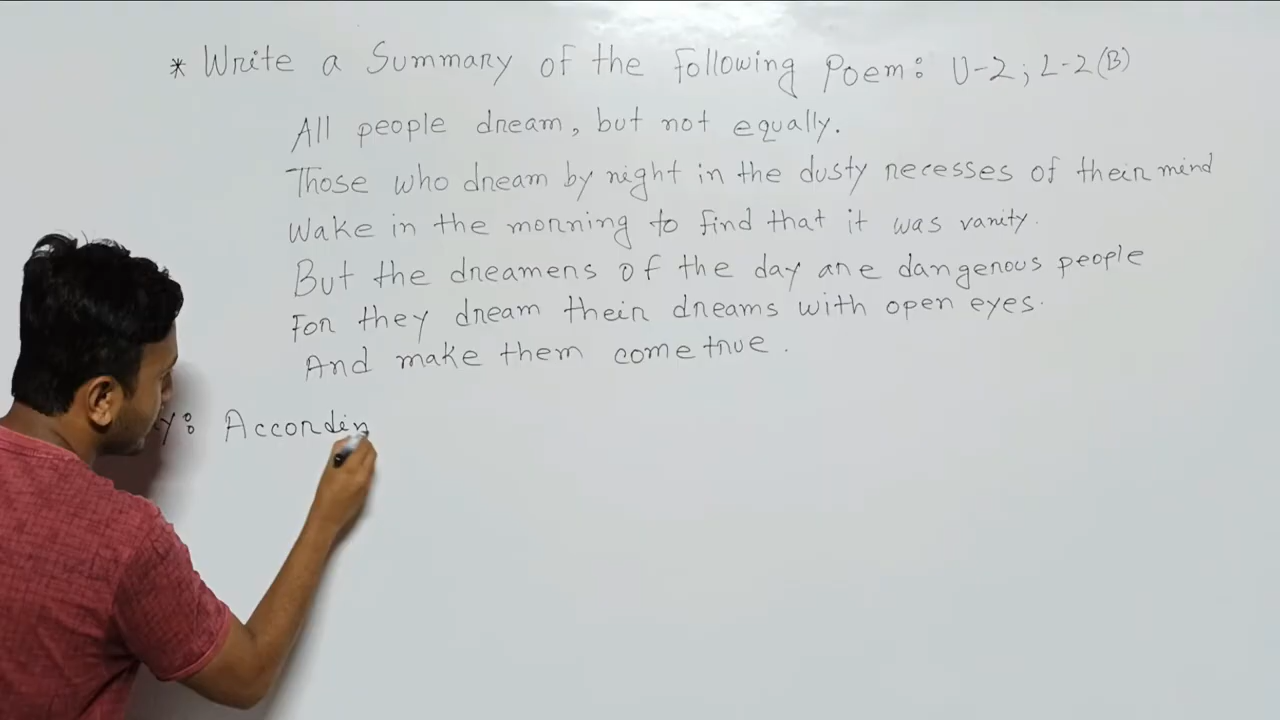 * Write a Summary of the Following Poem: U-2; L-2(B)
All people dream, but not equally.
Those who dream by night in the dusty recesses of their mind
Wake in the morning to find that it was vanity.
But the dreamers of the day are dangerous people
For they dream their dreams with open eyes.
And make them come true.
y: Accordin